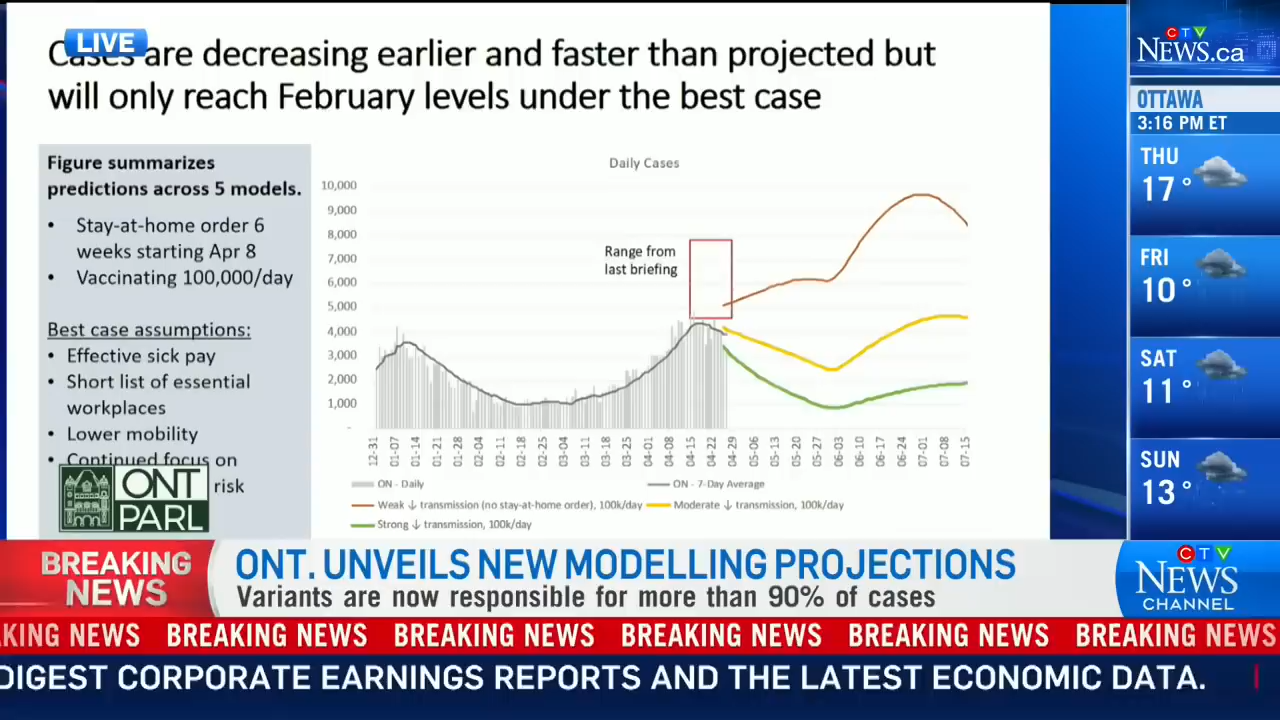 LIVE
Cases are decreasing earlier and faster than projected but
will only reach February levels under the best case
Figure summarizes
predictions across 5 models.
• Stay-at-home order 6
weeks starting Apr 8
• Vaccinating 100,000/day
Best case assumptions:
• Effective sick pay
• Short list of essential
workplaces
• Lower mobility
• Continued focus on
risk
ONT
PARL
Daily Cases
10,000
9,000
8,000
7,000
6,000
5,000
4,000
3,000
2,000
1,000
-
Range from
last briefing
12-31
01-07
01-14
01-21
01-28
02-04
02-11
02-18
02-25
03-04
03-11
03-18
03-25
04-01
04-08
04-15
04-22
04-29
05-06
05-13
05-20
05-27
06-03
06-10
06-17
06-24
07-01
07-08
07-15
ON - Daily
ON - 7-Day Average
Weak ↓ transmission (no stay-at-home order), 100k/day
Moderate ↓ transmission, 100k/day
Strong ↓ transmission, 100k/day
CTV
NEWS.ca
OTTAWA
3:16 PM ET
THU
17°
FRI
10°
SAT
11°
SUN
13°
BREAKING
NEWS
ONT. UNVEILS NEW MODELLING PROJECTIONS
Variants are now responsible for more than 90% of cases
CTV
NEWS
CHANNEL
KING NEWS BREAKING NEWS BREAKING NEWS BREAKING NEWS BREAKING NEWS BREAKING NEWS
DIGEST CORPORATE EARNINGS REPORTS AND THE LATEST ECONOMIC DATA.